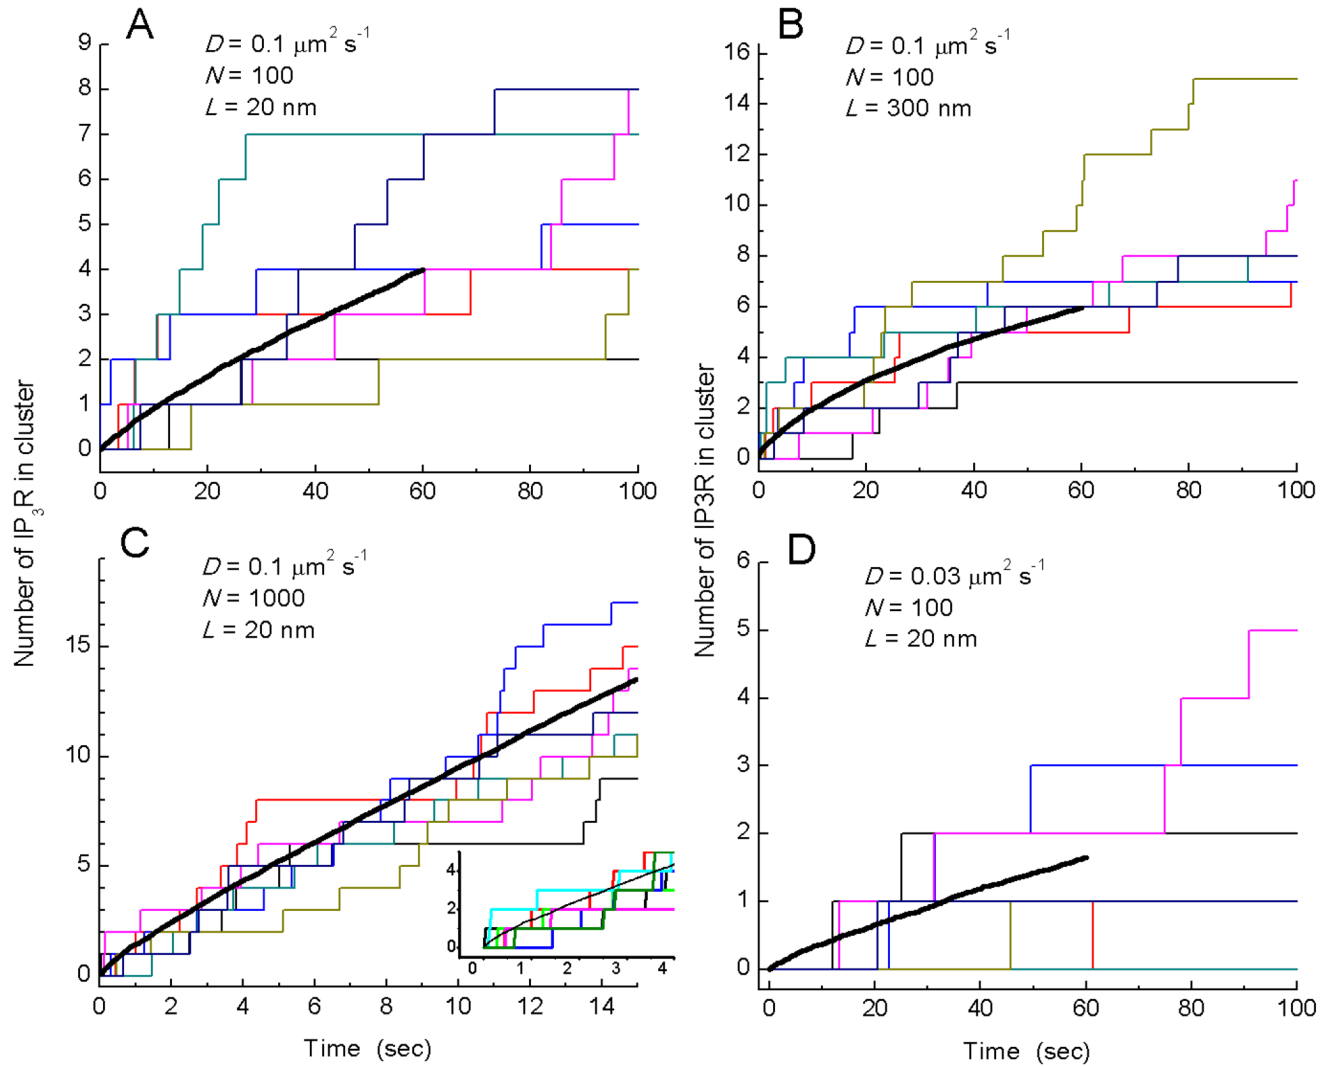 A
D = 0.1 μm² s⁻¹
N = 100
L = 20 nm
9
8
7
6
5
4
3
2
1
0
0 20 40 60 80 100
B
D = 0.1 μm² s⁻¹
N = 100
L = 300 nm
16
14
12
10
8
6
4
2
0
0 20 40 60 80 100
Number of IP₃R in cluster
Number of IP3R in cluster
C
D = 0.1 μm² s⁻¹
N = 1000
L = 20 nm
15
10
5
0
0 2 4 6 8 10 12 14
4
2
0
0 1 2 3 4
Time (sec)
D
D = 0.03 μm² s⁻¹
N = 100
L = 20 nm
6
5
4
3
2
1
0
0 20 40 60 80 100
Time (sec)